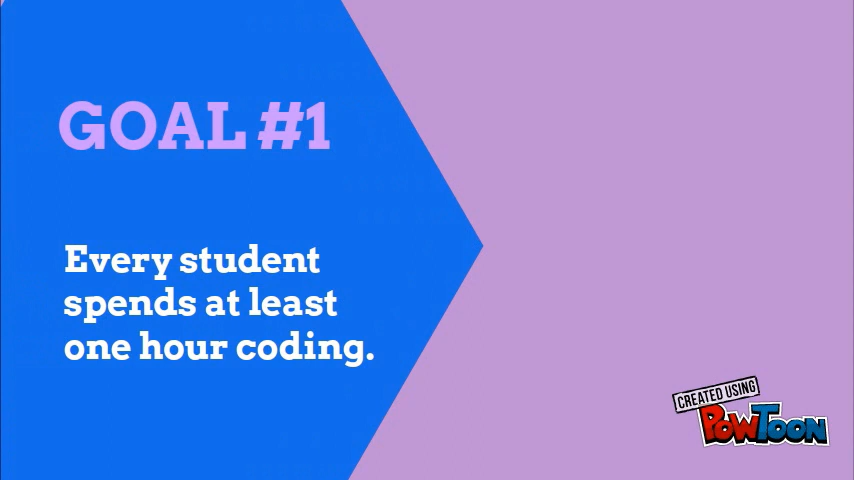 GOAL #1
Every student
spends at least
one hour coding.
CREATED USING
PowToon